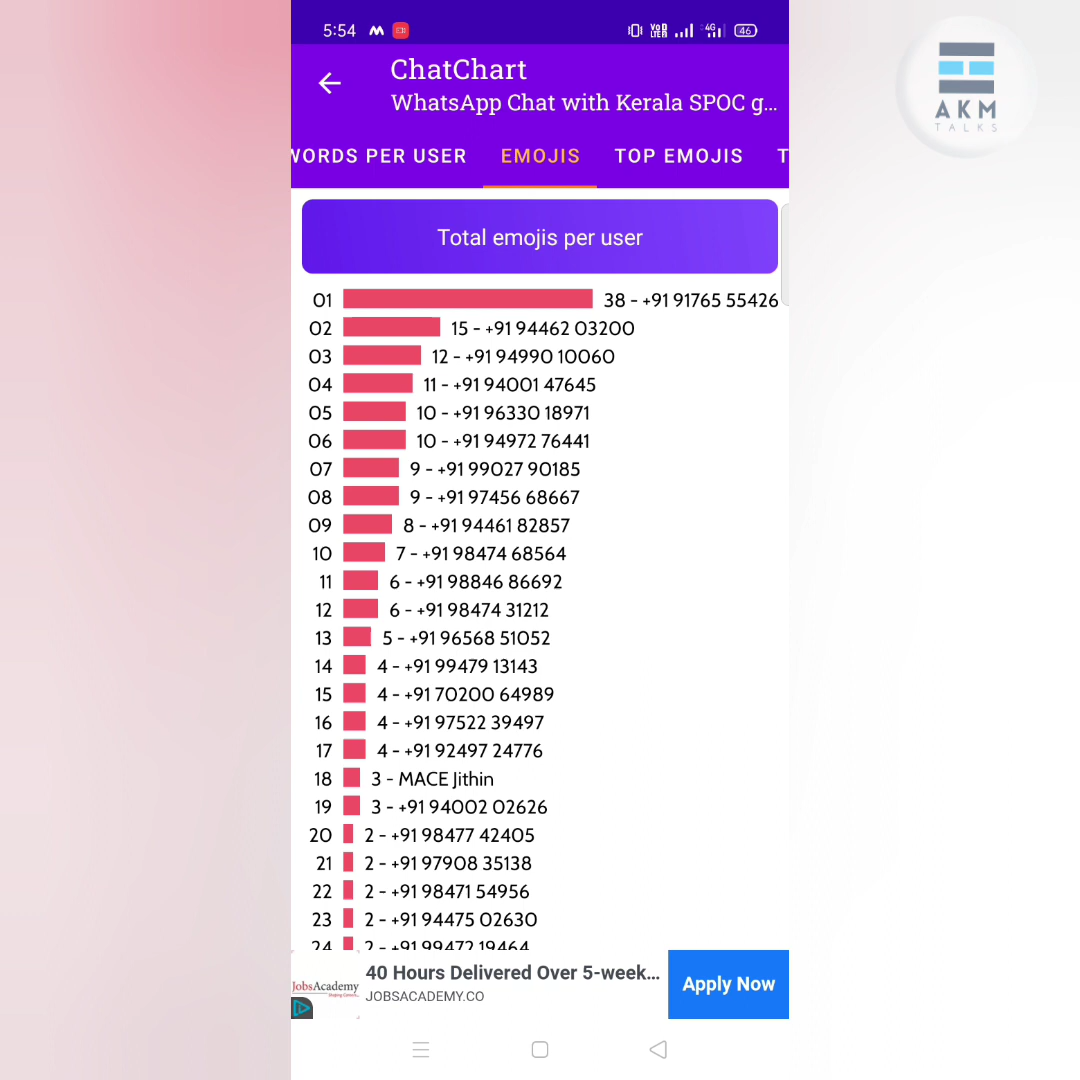 5:54
4G
46
ChatChart
WhatsApp Chat with Kerala SPOC g...
WORDS PER USER EMOJIS TOP EMOJIS T
AKM
TALKS
Total emojis per user
01 38 - +91 91765 55426
02 15 - +91 94462 03200
03 12 - +91 94990 10060
04 11 - +91 94001 47645
05 10 - +91 96330 18971
06 10 - +91 94972 76441
07 9 - +91 99027 90185
08 9 - +91 97456 68667
09 8 - +91 94461 82857
10 7 - +91 98474 68564
11 6 - +91 98846 86692
12 6 - +91 98474 31212
13 5 - +91 96568 51052
14 4 - +91 99479 13143
15 4 - +91 70200 64989
16 4 - +91 97522 39497
17 4 - +91 92497 24776
18 3 - MACE Jithin
19 3 - +91 94002 02626
20 2 - +91 98477 42405
21 2 - +91 97908 35138
22 2 - +91 98471 54956
23 2 - +91 94475 02630
24 2 - +91 99472 19464
40 Hours Delivered Over 5-week...
JobsAcademy
JOBSACADEMY.CO
Apply Now